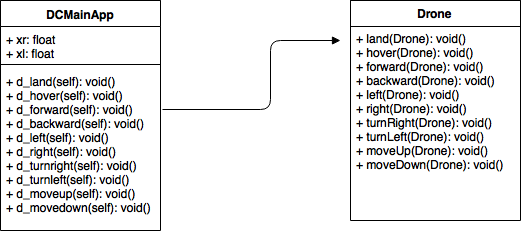 DCMainApp
+ xr: float
+ xl: float
+ d_land(self): void()
+ d_hover(self): void()
+ d_forward(self): void()
+ d_backward(self): void()
+ d_left(self): void()
+ d_right(self): void()
+ d_turnright(self): void()
+ d_turnleft(self): void()
+ d_moveup(self): void()
+ d_movedown(self): void()
Drone
+ land(Drone): void()
+ hover(Drone): void()
+ forward(Drone): void()
+ backward(Drone): void()
+ left(Drone): void()
+ right(Drone): void()
+ turnRight(Drone): void()
+ turnLeft(Drone): void()
+ moveUp(Drone): void()
+ moveDown(Drone): void()